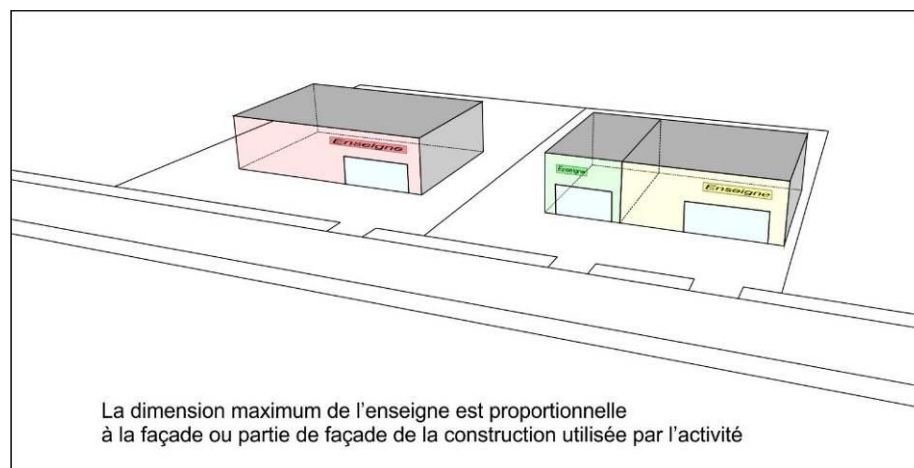 Enseigne
Enseigne
Enseigne
La dimension maximum de l'enseigne est proportionnelle
à la façade ou partie de façade de la construction utilisée par l'activité